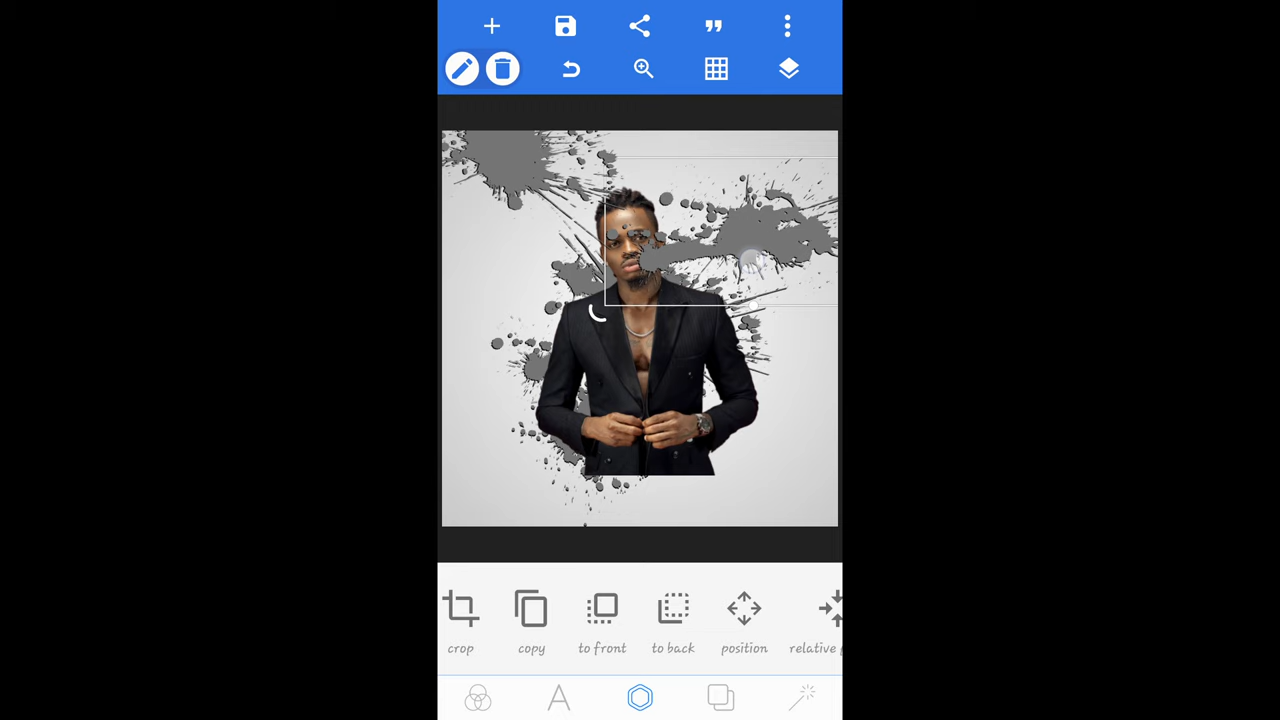 crop
copy
to front
to back
position
relative